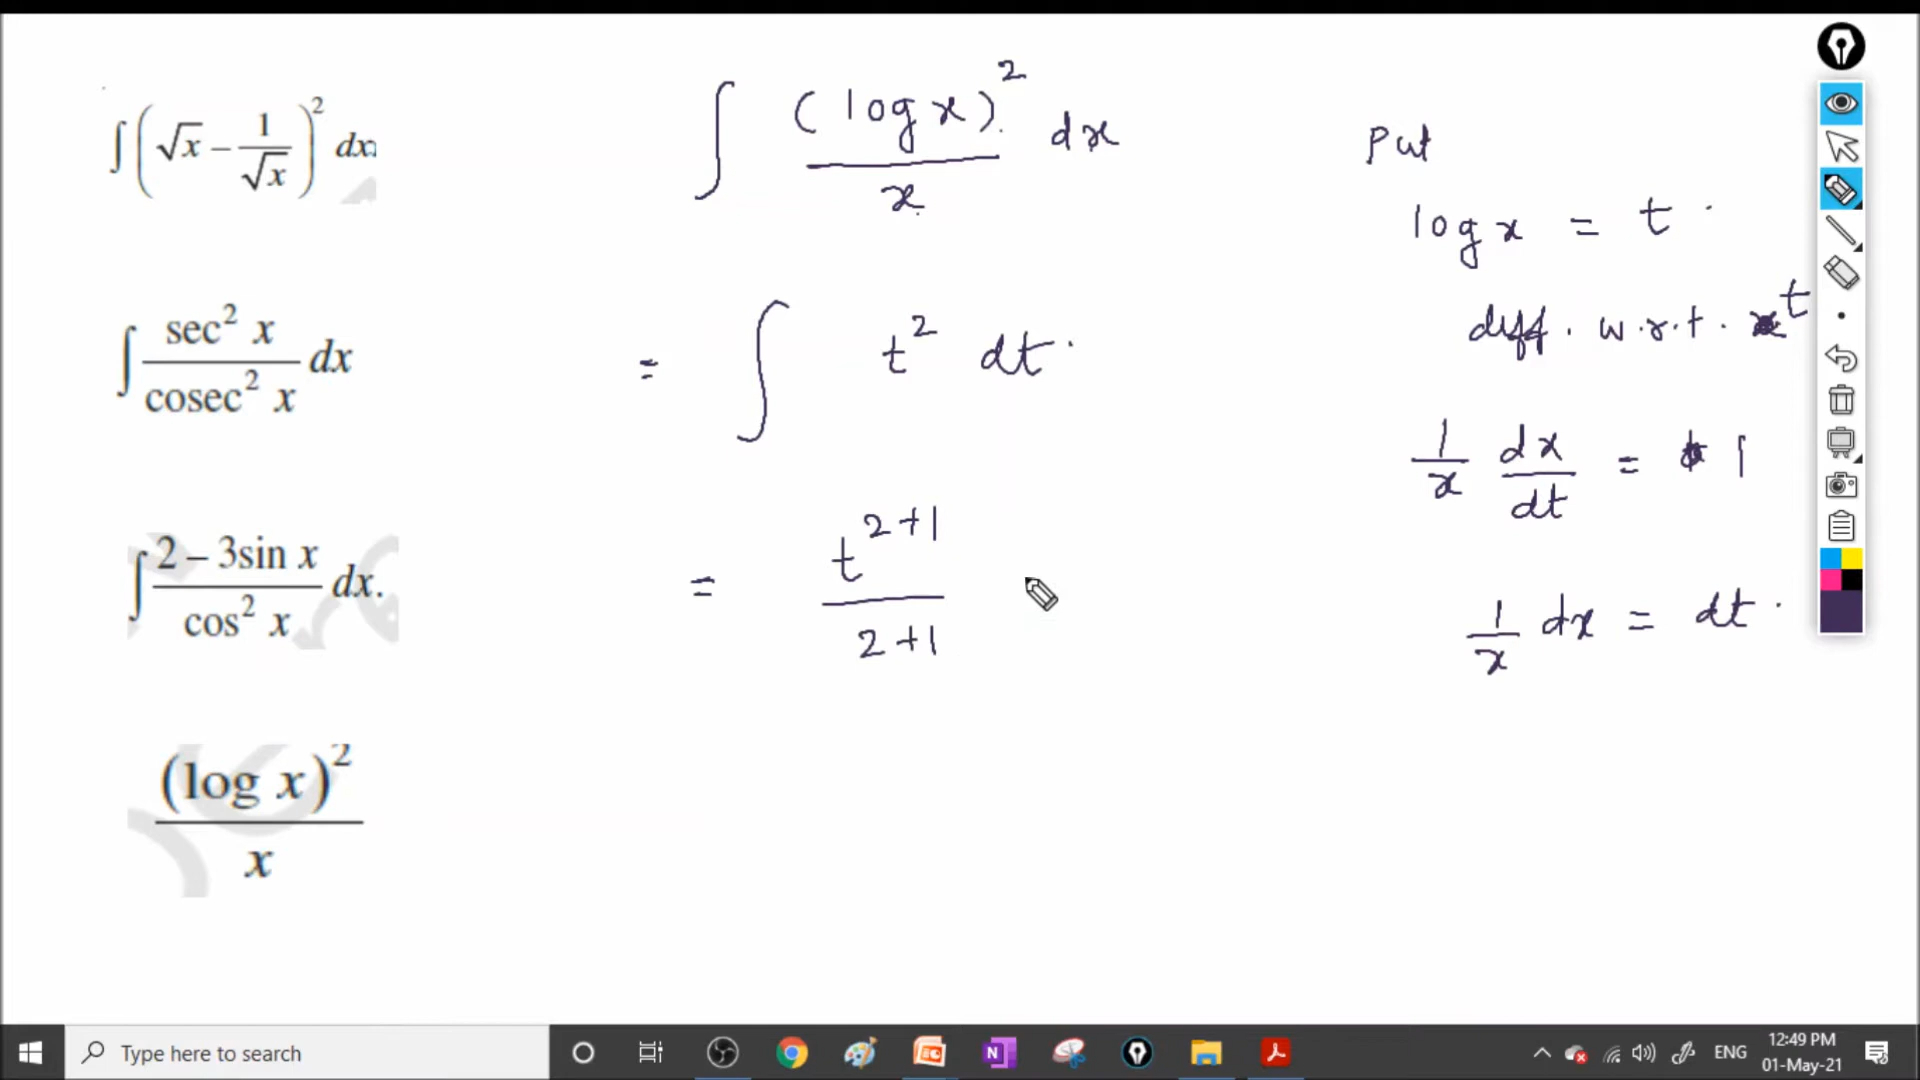 ∫ (√x − 1/√x)² dx
∫ sec² x / cosec² x dx
∫ 2 – 3sin x / cos² x dx.
(log x)² / x
∫ (log x)² / x dx
= ∫ t² dt.
= t^(2+1) / 2+1
Put
log x = t
diff. w.r.t. t
1/x dx/dt = 1
1/x dx = dt.
Type here to search
ENG
12:49 PM
01-May-21